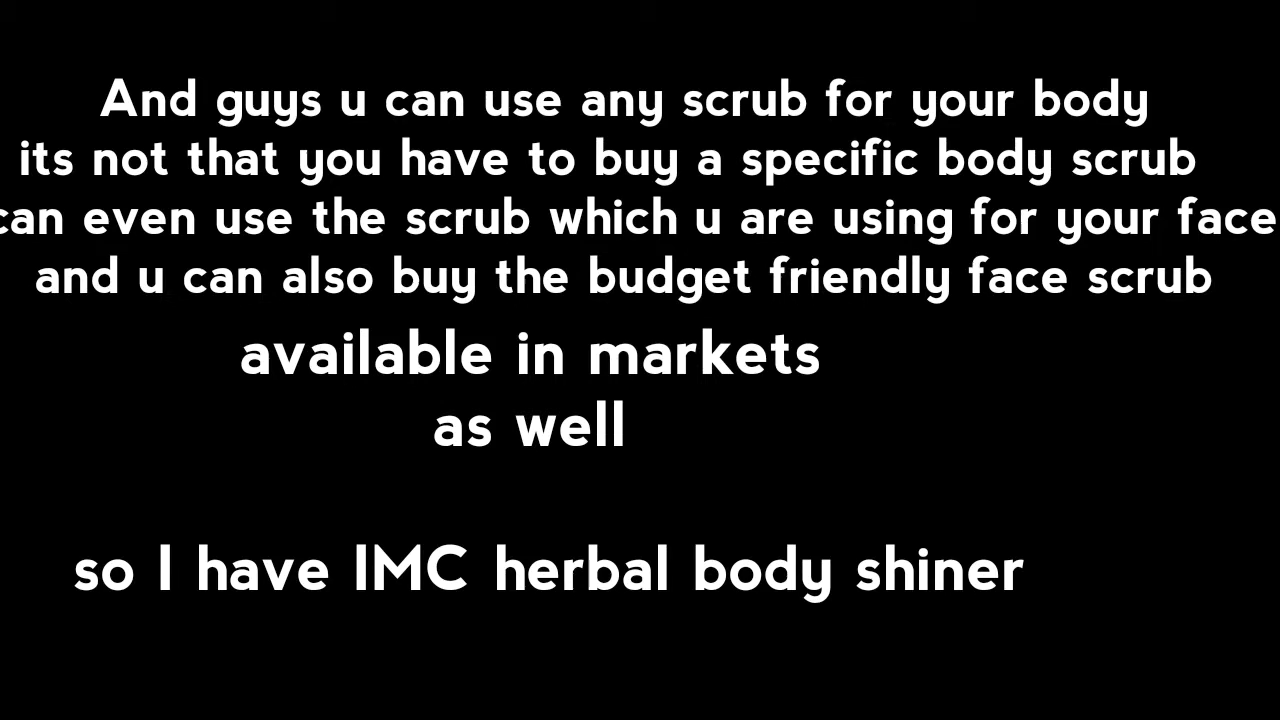 And guys u can use any scrub for your body
its not that you have to buy a specific body scrub
can even use the scrub which u are using for your face
and u can also buy the budget friendly face scrub
available in markets
as well
so I have IMC herbal body shiner